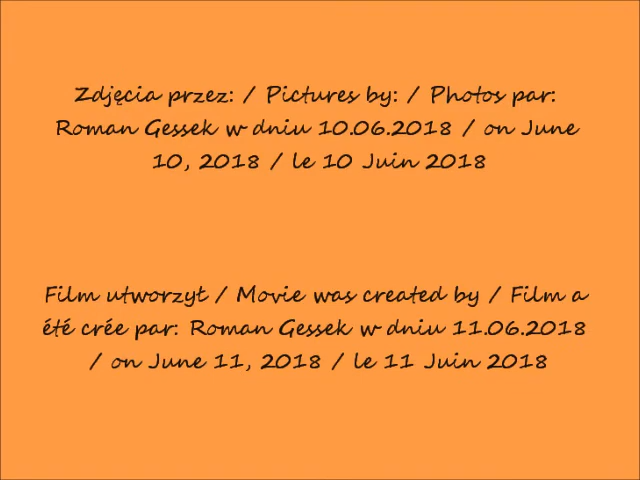 Zdjęcia przez: / Pictures by: / Photos par:
Roman Gessek w dniu 10.06.2018 / on June
10, 2018 / le 10 Juin 2018
Film utworzył / Movie was created by / Film a
été crée par: Roman Gessek w dniu 11.06.2018
/ on June 11, 2018 / le 11 Juin 2018